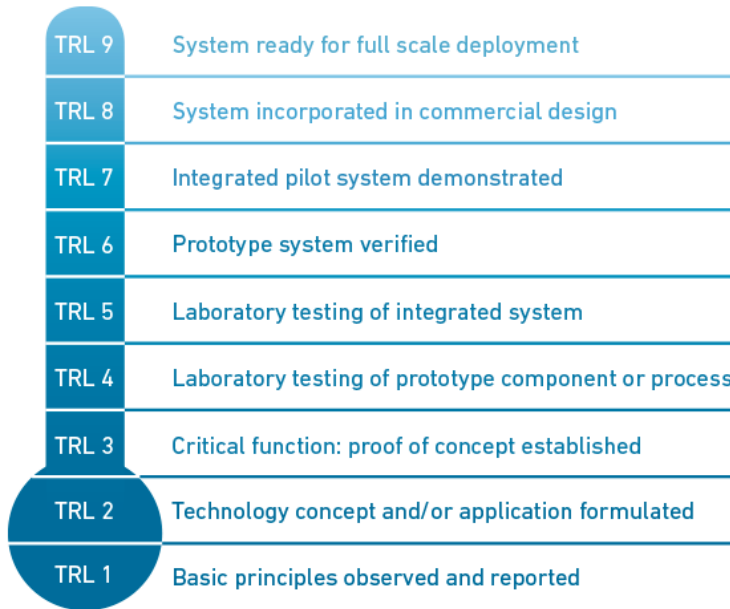 TRL 9 System ready for full scale deployment
TRL 8 System incorporated in commercial design
TRL 7 Integrated pilot system demonstrated
TRL 6 Prototype system verified
TRL 5 Laboratory testing of integrated system
TRL 4 Laboratory testing of prototype component or process
TRL 3 Critical function: proof of concept established
TRL 2 Technology concept and/or application formulated
TRL 1 Basic principles observed and reported